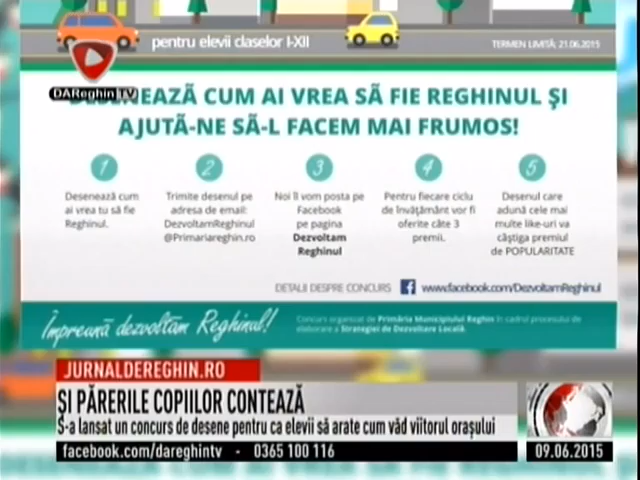 pentru elevii claselor I-XII
TERMEN LIMITĂ: 21.06.2015
DAReghin TV
DESENEAZĂ CUM AI VREA SĂ FIE REGHINUL ŞI
AJUTĂ-NE SĂ-L FACEM MAI FRUMOS!
1
Desenează cum
ai vrea tu să fie
Reghinul.
2
Trimite desenul pe
adresa de email:
DezvoltamReghinul
@Primariareghin.ro
3
Noi îl vom posta pe
Facebook
pe pagina
Dezvoltam
Reghinul
4
Pentru fiecare ciclu
de învăţământ vor fi
oferite câte 3
premii.
5
Desenul care
adună cele mai
multe like-uri va
câştiga premiul
de POPULARITATE
DETALII DESPRE CONCURS f www.facebook.com/DezvoltamReghinul
Împreună dezvoltăm Reghinul!
Concurs organizat de Primăria Municipiului Reghin în cadrul procesului de
elaborare a Strategiei de Dezvoltare Locală.
JURNALDEREGHIN.RO
ŞI PĂRERILE COPIILOR CONTEAZĂ
S-a lansat un concurs de desene pentru ca elevii să arate cum văd viitorul oraşului
facebook.com/dareghintv - 0365 100 116
09.06.2015